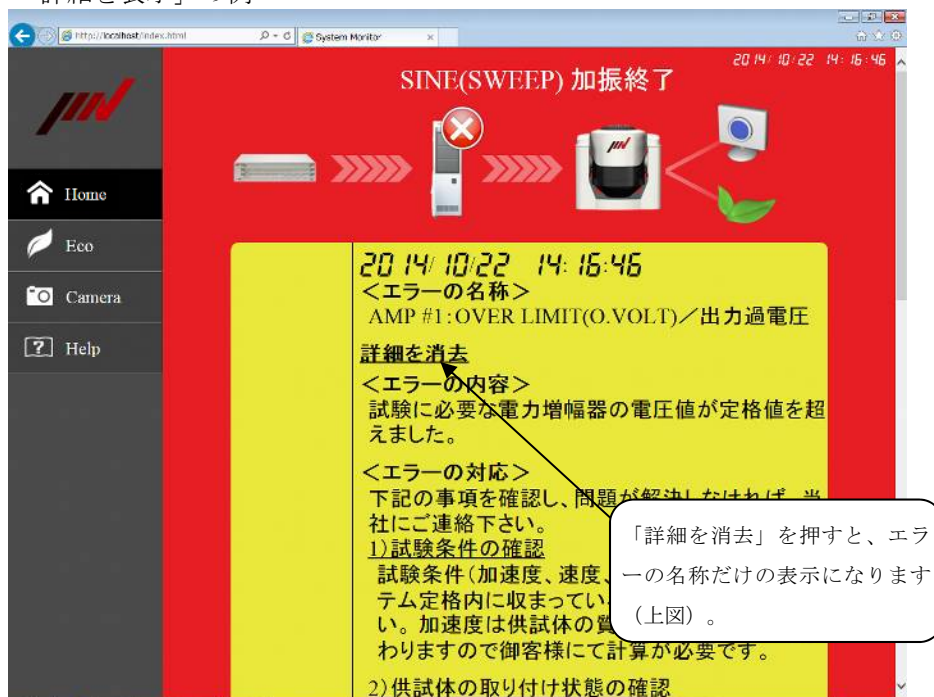 http://localhost/index.html
System Monitor
2014/10/22 14:16:46
SINE(SWEEP) 加振終了
Home
Eco
Camera
Help
2014/10/22 14:16:46
＜エラーの名称＞
AMP #1:OVER LIMIT(O.VOLT)／出力過電圧
詳細を消去
＜エラーの内容＞
試験に必要な電力増幅器の電圧値が定格値を超
えました。
＜エラーの対応＞
下記の事項を確認し、問題が解決しなければ、当
社にご連絡下さい。
1)試験条件の確認
試験条件(加速度、速度、
テム定格内に収まってい
い。加速度は供試体の質
わりますので御客様にて計算が必要です。
2)供試体の取り付け状態の確認
「詳細を消去」を押すと、エラ
ーの名称だけの表示になります
（上図）。